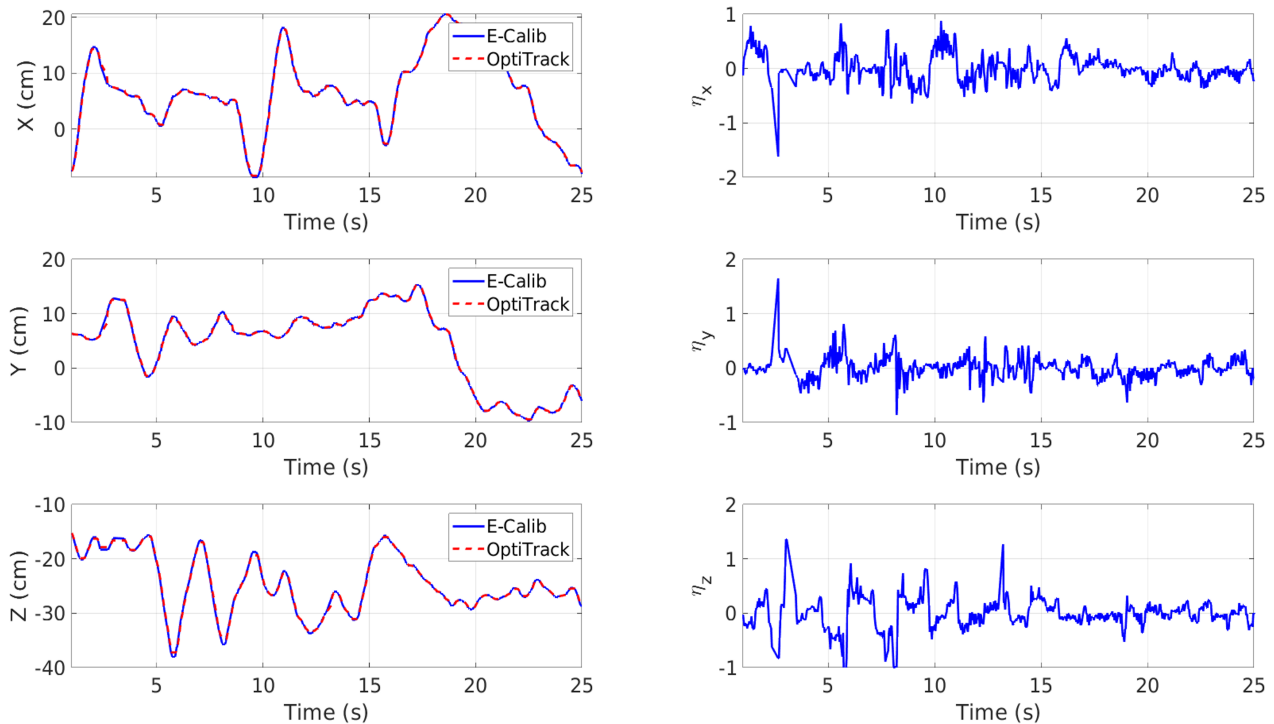 20
10
0
X (cm)
E-Calib
OptiTrack
5 10 15 20 25
Time (s)
1
0
-1
-2
ηx
5 10 15 20 25
Time (s)
20
10
0
-10
Y (cm)
E-Calib
OptiTrack
5 10 15 20 25
Time (s)
2
1
0
-1
ηy
5 10 15 20 25
Time (s)
-10
-20
-30
-40
Z (cm)
E-Calib
OptiTrack
5 10 15 20 25
Time (s)
2
1
0
-1
ηz
5 10 15 20 25
Time (s)